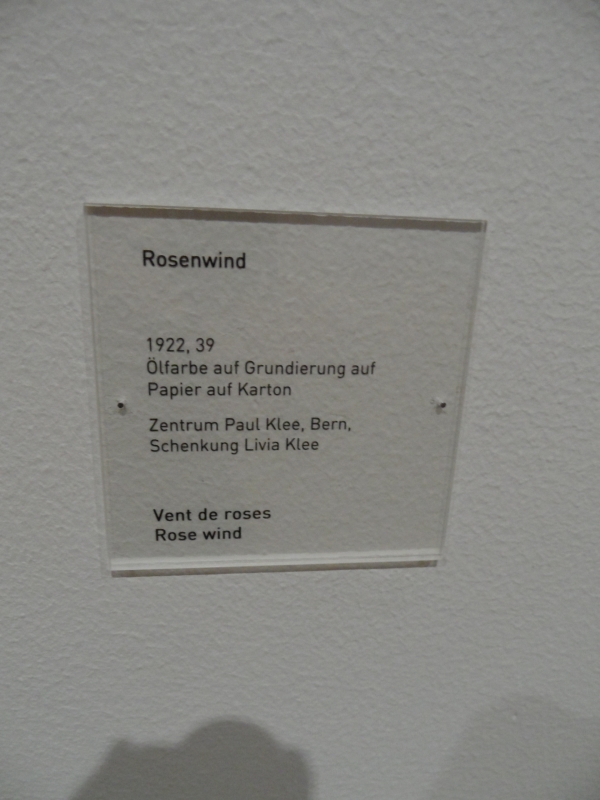 Rosenwind
1922, 39
Ölfarbe auf Grundierung auf
Papier auf Karton
Zentrum Paul Klee, Bern,
Schenkung Livia Klee
Vent de roses
Rose wind